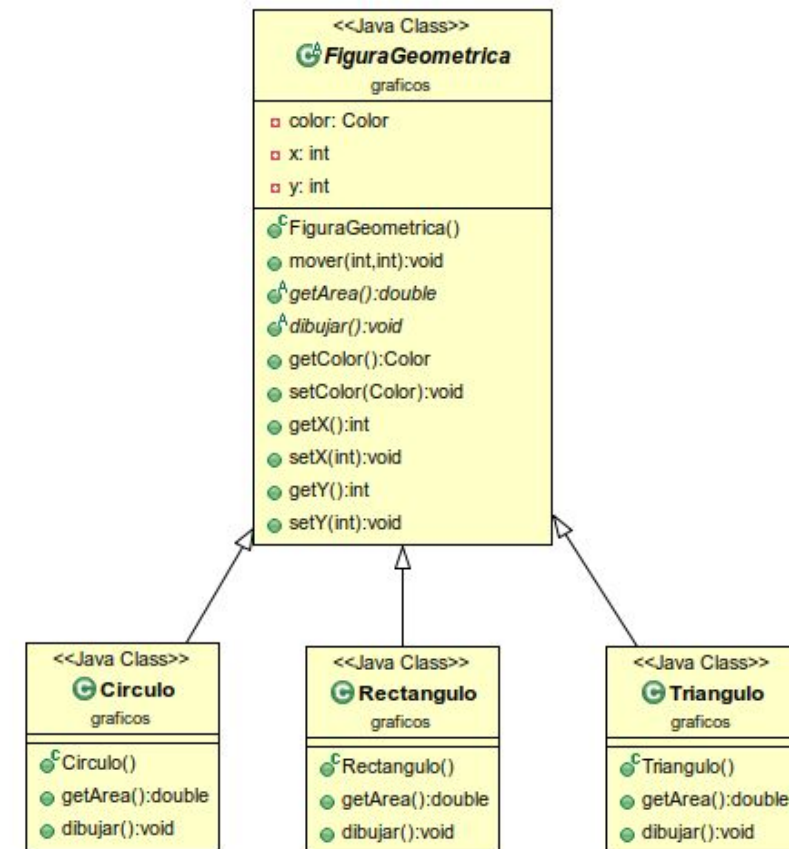 <<Java Class>>
FiguraGeometrica
graficos
color: Color
x: int
y: int
FiguraGeometrica()
mover(int,int):void
getArea():double
dibujar():void
getColor():Color
setColor(Color):void
getX():int
setX(int):void
getY():int
setY(int):void
<<Java Class>>
Circulo
graficos
Circulo()
getArea():double
dibujar():void
<<Java Class>>
Rectangulo
graficos
Rectangulo()
getArea():double
dibujar():void
<<Java Class>>
Triangulo
graficos
Triangulo()
getArea():double
dibujar():void